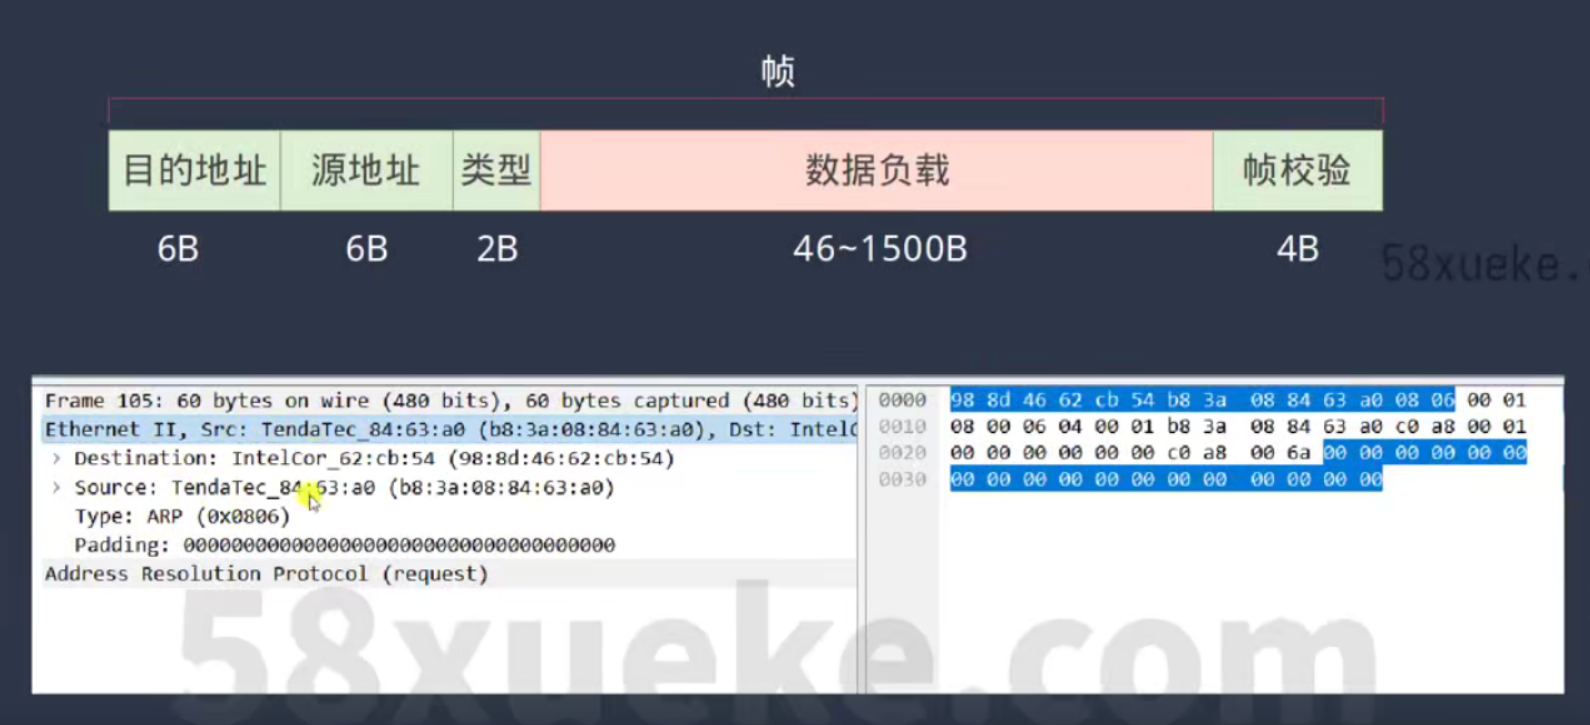 帧
目的地址 源地址 类型 数据负载 帧校验
6B 6B 2B 46~1500B 4B
58xueke.
Frame 105: 60 bytes on wire (480 bits), 60 bytes captured (480 bits)
Ethernet II, Src: TendaTec_84:63:a0 (b8:3a:08:84:63:a0), Dst: IntelC
> Destination: IntelCor_62:cb:54 (98:8d:46:62:cb:54)
> Source: TendaTec_84:63:a0 (b8:3a:08:84:63:a0)
Type: ARP (0x0806)
Padding: 000000000000000000000000000000000000
Address Resolution Protocol (request)
0000 98 8d 46 62 cb 54 b8 3a 08 84 63 a0 08 06 00 01
0010 08 00 06 04 00 01 b8 3a 08 84 63 a0 c0 a8 00 01
0020 00 00 00 00 00 00 c0 a8 00 6a 00 00 00 00 00 00
0030 00 00 00 00 00 00 00 00 00 00 00 00
58xueke.com